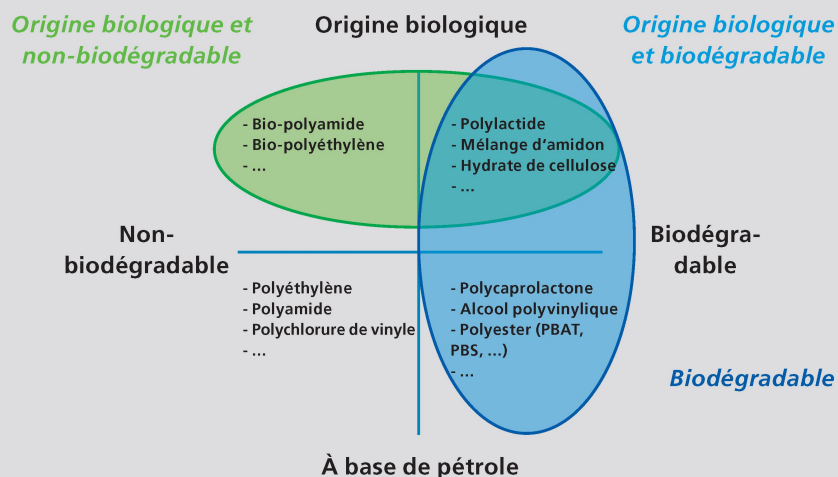 Origine biologique et
non-biodégradable
Origine biologique
Origine biologique
et biodégradable
- Bio-polyamide
- Bio-polyéthylène
- ...
- Polylactide
- Mélange d‘amidon
- Hydrate de cellulose
- ...
Non-
biodégradable
Biodégra-
dable
- Polyéthylène
- Polyamide
- Polychlorure de vinyle
- ...
- Polycaprolactone
- Alcool polyvinylique
- Polyester (PBAT,
PBS, ...)
- ...
Biodégradable
À base de pétrole